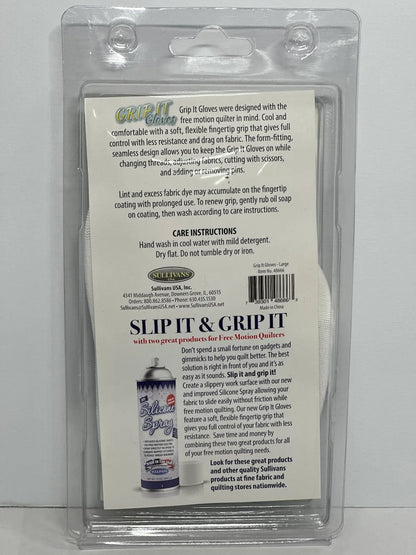 GRIP IT
Gloves
Grip It Gloves were designed with the
free motion quilter in mind. Cool and
comfortable with a soft, flexible fingertip grip that gives full
control with less resistance and drag on fabric. The form-fitting,
seamless design allows you to keep the Grip It Gloves on while
changing threads, adjusting fabrics, cutting with scissors,
and adding or removing pins.
Lint and excess fabric dye may accumulate on the fingertip
coating with prolonged use. To renew grip, gently rub oil soap
on coating, then wash according to care instructions.
CARE INSTRUCTIONS
Hand wash in cool water with mild detergent.
Dry flat. Do not tumble dry or iron.
SULLIVANS
Sullivans USA, Inc.
4341 Middaugh Avenue, Downers Grove, IL, 60515
Orders: 800.862.8586 • Phone: 630.435.1530
Sullivans@SullivansUSA.net • www.SullivansUSA.net
Grip It Gloves - Large
Item No. 48666
Made in China
SLIP IT & GRIP IT
with two great products for Free Motion Quilters
Don't spend a small fortune on gadgets and
gimmicks to help you quilt better. The best
solution is right in front of you and it's as
easy as it sounds. Slip it and grip it!
Create a slippery work surface with our new
and improved Silicone Spray allowing your
fabric to slide easily without friction while
free motion quilting. Our new Grip It Gloves
feature a soft, flexible fingertip grip that
gives you full control of your fabric with less
resistance. Save time and money by
combining these two great products for all
of your free motion quilting needs.
Silicone
Spray
Look for these great products
and other quality Sullivans
products at fine fabric and
quilting stores nationwide.